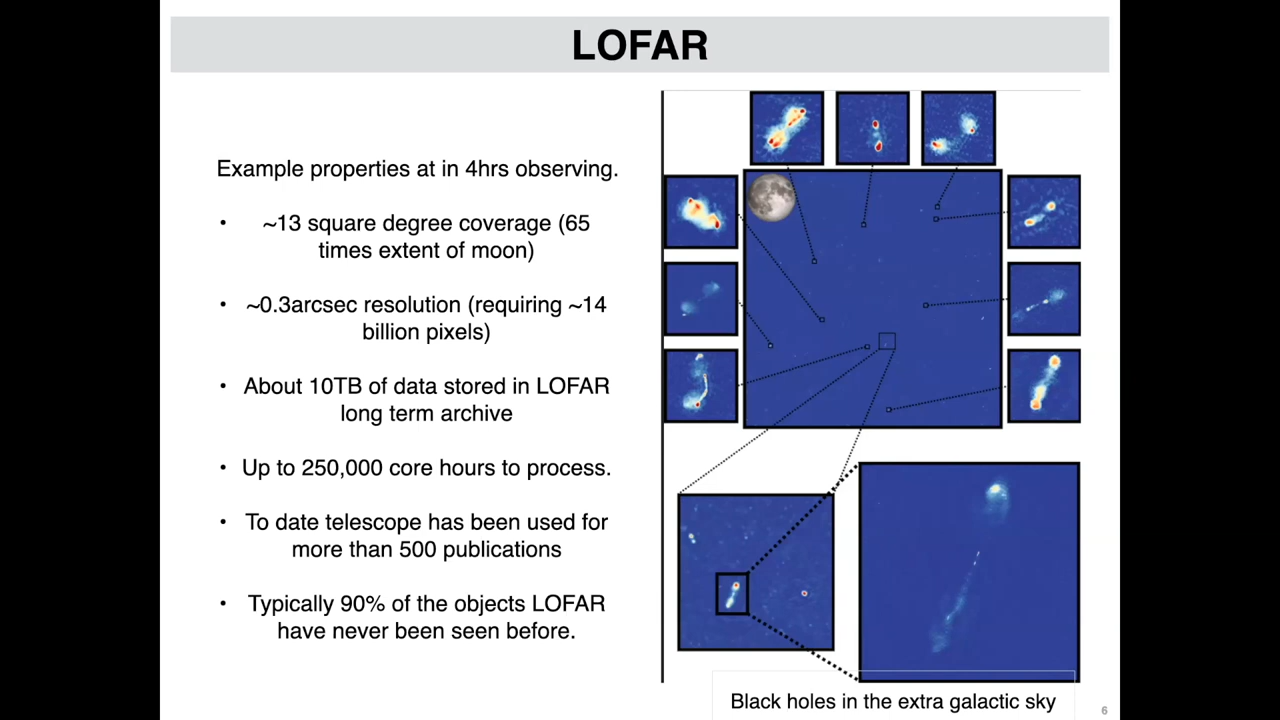 LOFAR
Example properties at in 4hrs observing.
• ~13 square degree coverage (65
times extent of moon)
• ~0.3arcsec resolution (requiring ~14
billion pixels)
• About 10TB of data stored in LOFAR
long term archive
• Up to 250,000 core hours to process.
• To date telescope has been used for
more than 500 publications
• Typically 90% of the objects LOFAR
have never been seen before.
Black holes in the extra galactic sky
6